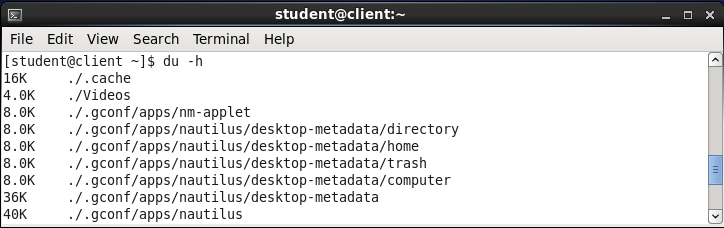 student@client:~
File Edit View Search Terminal Help
[student@client ~]$ du -h
16K ./.cache
4.0K ./Videos
8.0K ./.gconf/apps/nm-applet
8.0K ./.gconf/apps/nautilus/desktop-metadata/directory
8.0K ./.gconf/apps/nautilus/desktop-metadata/home
8.0K ./.gconf/apps/nautilus/desktop-metadata/trash
8.0K ./.gconf/apps/nautilus/desktop-metadata/computer
36K ./.gconf/apps/nautilus/desktop-metadata
40K ./.gconf/apps/nautilus